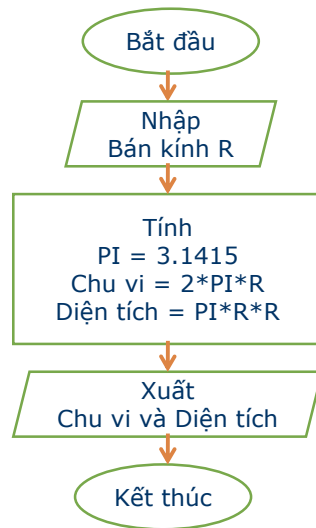 Bắt đầu
Nhập
Bán kính R
Tính
PI = 3.1415
Chu vi = 2*PI*R
Diện tích = PI*R*R
Xuất
Chu vi và Diện tích
Kết thúc